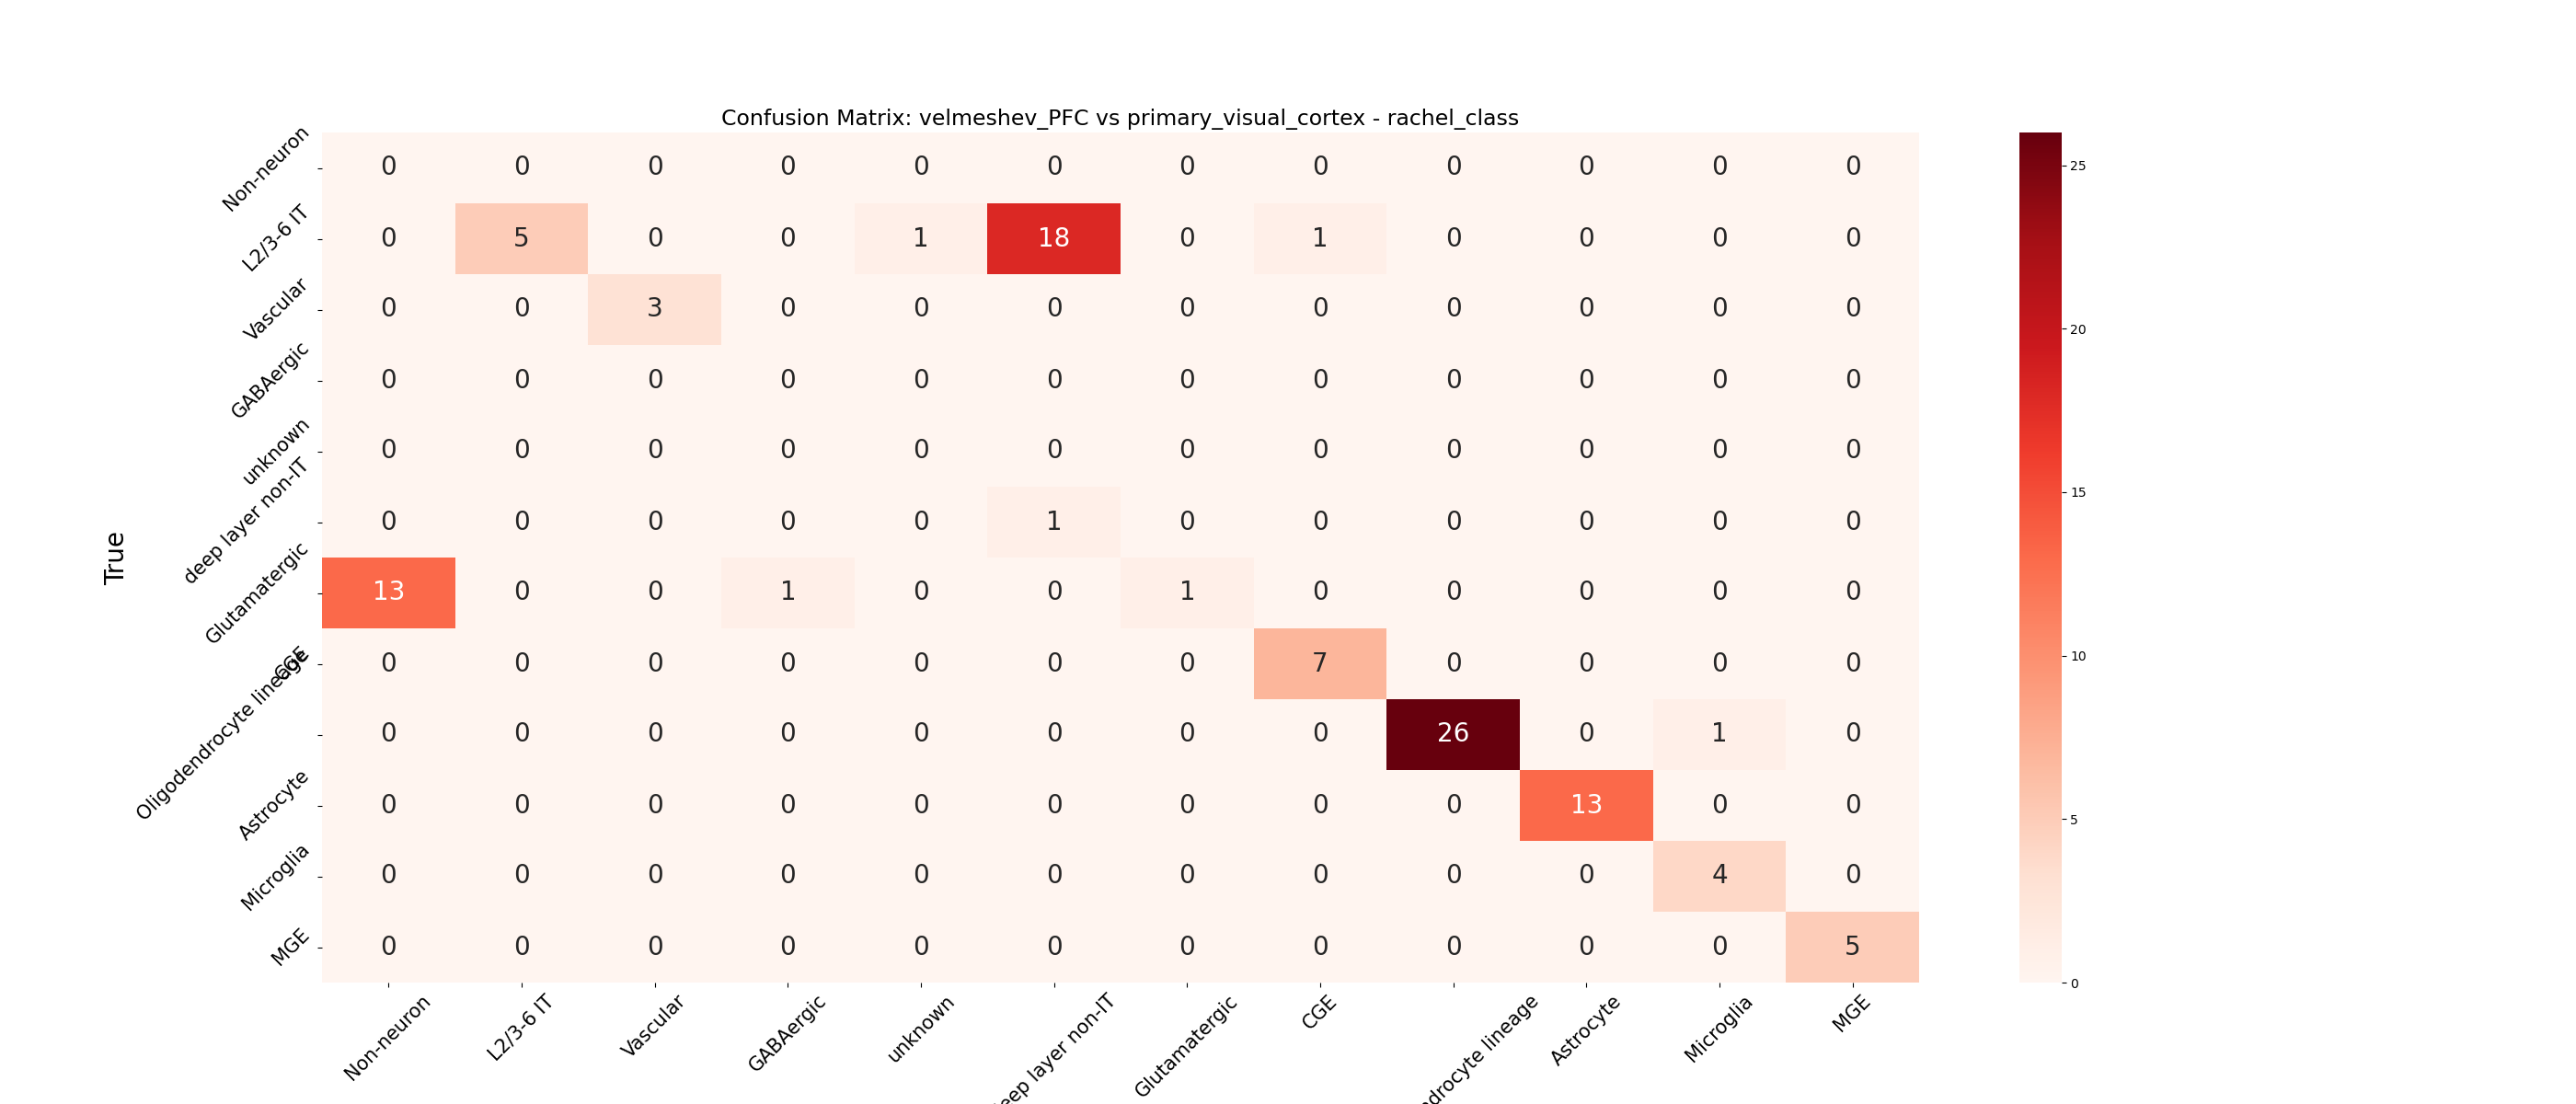 Confusion Matrix: velmeshev_PFC vs primary_visual_cortex - rachel_class
True
Non-neuron 0 0 0 0 0 0 0 0 0 0 0 0
L2/3-6 IT 0 5 0 0 1 18 0 1 0 0 0 0
Vascular 0 0 3 0 0 0 0 0 0 0 0 0
GABAergic 0 0 0 0 0 0 0 0 0 0 0 0
unknown 0 0 0 0 0 0 0 0 0 0 0 0
deep layer non-IT 0 0 0 0 0 1 0 0 0 0 0 0
Glutamatergic 13 0 0 1 0 0 1 0 0 0 0 0
CGE 0 0 0 0 0 0 0 7 0 0 0 0
Oligodendrocyte lineage 0 0 0 0 0 0 0 0 26 0 1 0
Astrocyte 0 0 0 0 0 0 0 0 0 13 0 0
Microglia 0 0 0 0 0 0 0 0 0 0 4 0
MGE 0 0 0 0 0 0 0 0 0 0 0 5
Non-neuron L2/3-6 IT Vascular GABAergic unknown eep layer non-IT Glutamatergic CGE drocyte lineage Astrocyte Microglia MGE
25
20
15
10
5
0